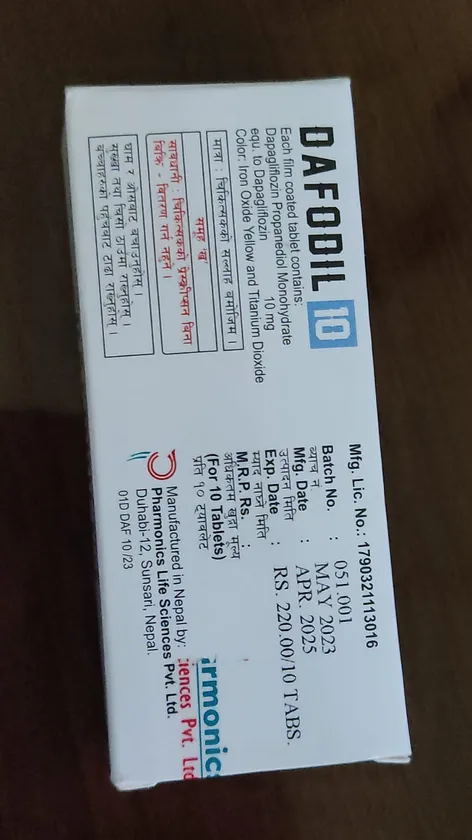 DAFODIL 10
Each film coated tablet contains:
Dapagliflozin Propanediol Monohydrate
equ. to Dapagliflozin 10 mg
Color: Iron Oxide Yellow and Titanium Dioxide
मात्रा : चिकित्सकको सल्लाह बमोजिम ।
समूह ख
सावधानी : चिकित्सकको प्रेस्क्रीप्सन बिना
बिक्रि - वितरण गर्न नहुने ।
घाम र ओसबाट बचाउनुहोस् ।
सुख्खा तथा चिसो ठाउँमा राख्नुहोस् ।
बच्चाहरुको पहुँचबाट टाढा राख्नुहोस् ।
Mfg. Lic. No.: 1790321113016
Batch No. : 051.001
ब्याच नं.
Mfg. Date : MAY 2023
उत्पादन मिति
Exp. Date : APR. 2025
म्याद नाघ्ने मिति
M.R.P. Rs. : RS. 220.00/10 TABS.
अधिकतम खुद्रा मूल्य
(For 10 Tablets)
प्रति १० ट्याबलेट
Manufactured in Nepal by:
Pharmonics Life Sciences Pvt. Ltd.
Duhabi-12, Sunsari, Nepal.
01D DAF 10/23
armonics
iences Pvt. Ltd